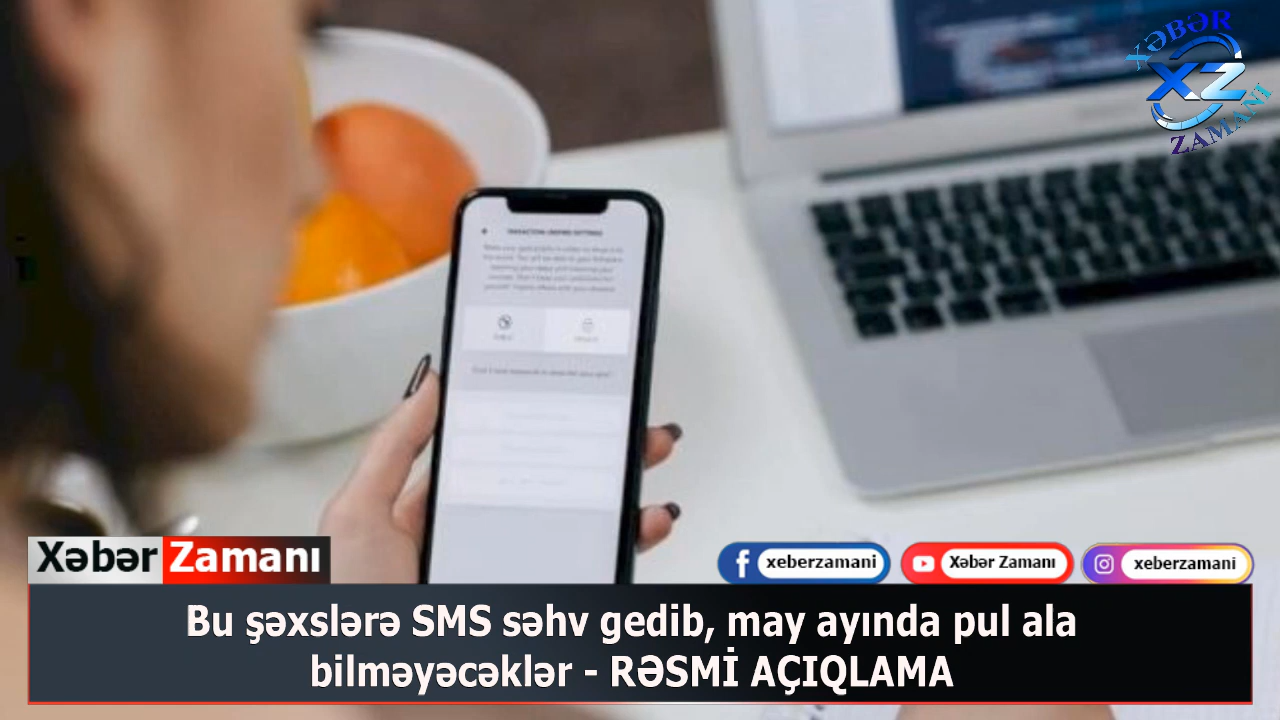 XƏBƏR
XZ
ZAMANI
Xəbər Zamanı
xeberzamani
Xəbər Zamanı
xeberzamani
Bu şəxslərə SMS səhv gedib, may ayında pul ala
bilməyəcəklər - RƏSMİ AÇIQLAMA